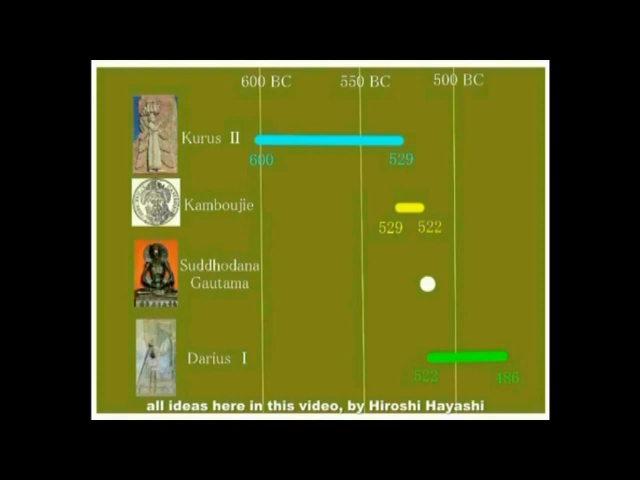 600 BC 550 BC 500 BC
Kurus II
600 529
Kamboujie
529 522
Suddhodana
Gautama
Darius I
522 486
all ideas here in this video, by Hiroshi Hayashi